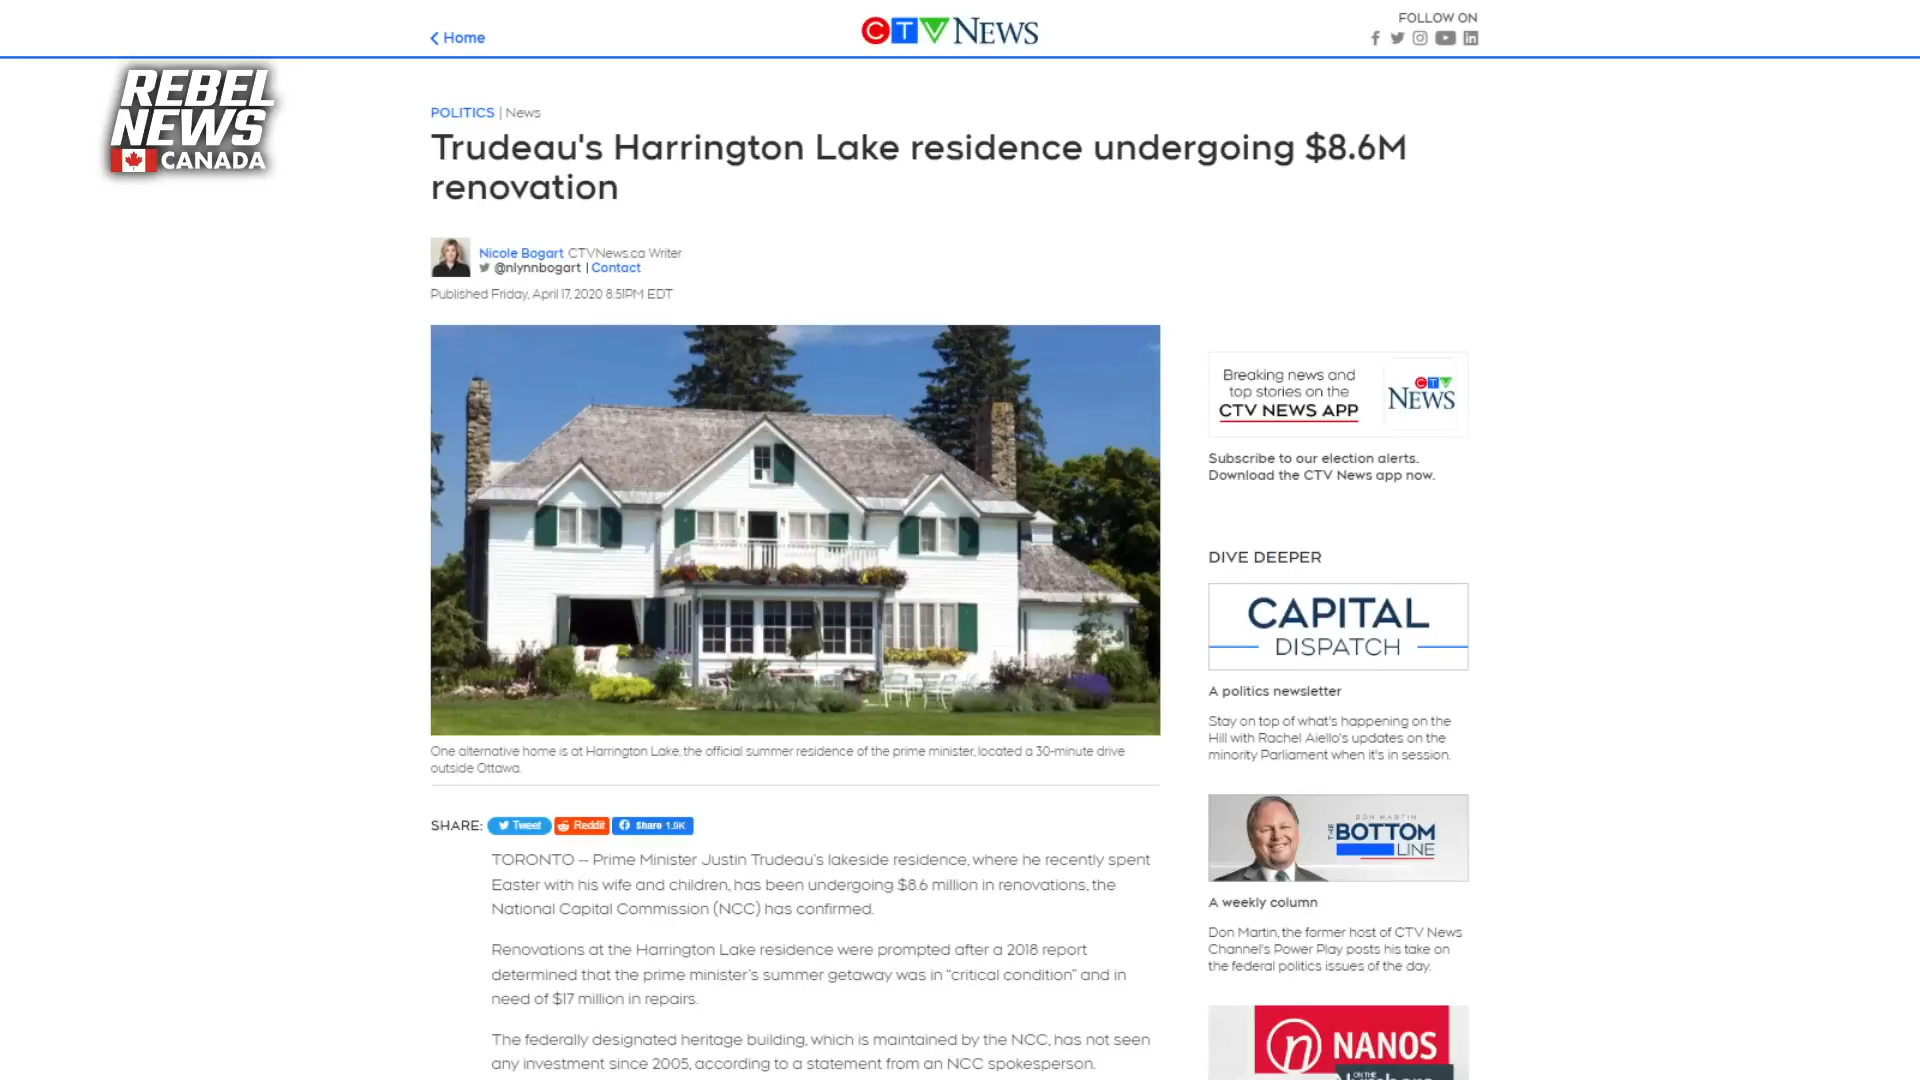 Home
CTV NEWS
FOLLOW ON
REBEL
NEWS
CANADA
POLITICS | News
Trudeau's Harrington Lake residence undergoing $8.6M
renovation
Nicole Bogart CTVNews.ca Writer
@nlynnbogart | Contact
Published Friday, April 17, 2020 8:51PM EDT
One alternative home is at Harrington Lake, the official summer residence of the prime minister, located a 30-minute drive
outside Ottawa.
SHARE: Tweet Reddit Share 1.9K
TORONTO -- Prime Minister Justin Trudeau's lakeside residence, where he recently spent
Easter with his wife and children, has been undergoing $8.6 million in renovations, the
National Capital Commission (NCC) has confirmed.
Renovations at the Harrington Lake residence were prompted after a 2018 report
determined that the prime minister's summer getaway was in "critical condition" and in
need of $17 million in repairs.
The federally designated heritage building, which is maintained by the NCC, has not seen
any investment since 2005, according to a statement from an NCC spokesperson.
Breaking news and
top stories on the
CTV NEWS APP
CTV
NEWS
Subscribe to our election alerts.
Download the CTV News app now.
DIVE DEEPER
CAPITAL
DISPATCH
A politics newsletter
Stay on top of what's happening on the
Hill with Rachel Aiello's updates on the
minority Parliament when it's in session.
DON MARTIN
THE BOTTOM
LINE
A weekly column
Don Martin, the former host of CTV News
Channel's Power Play posts his take on
the federal politics issues of the day.
n NANOS
ON THE